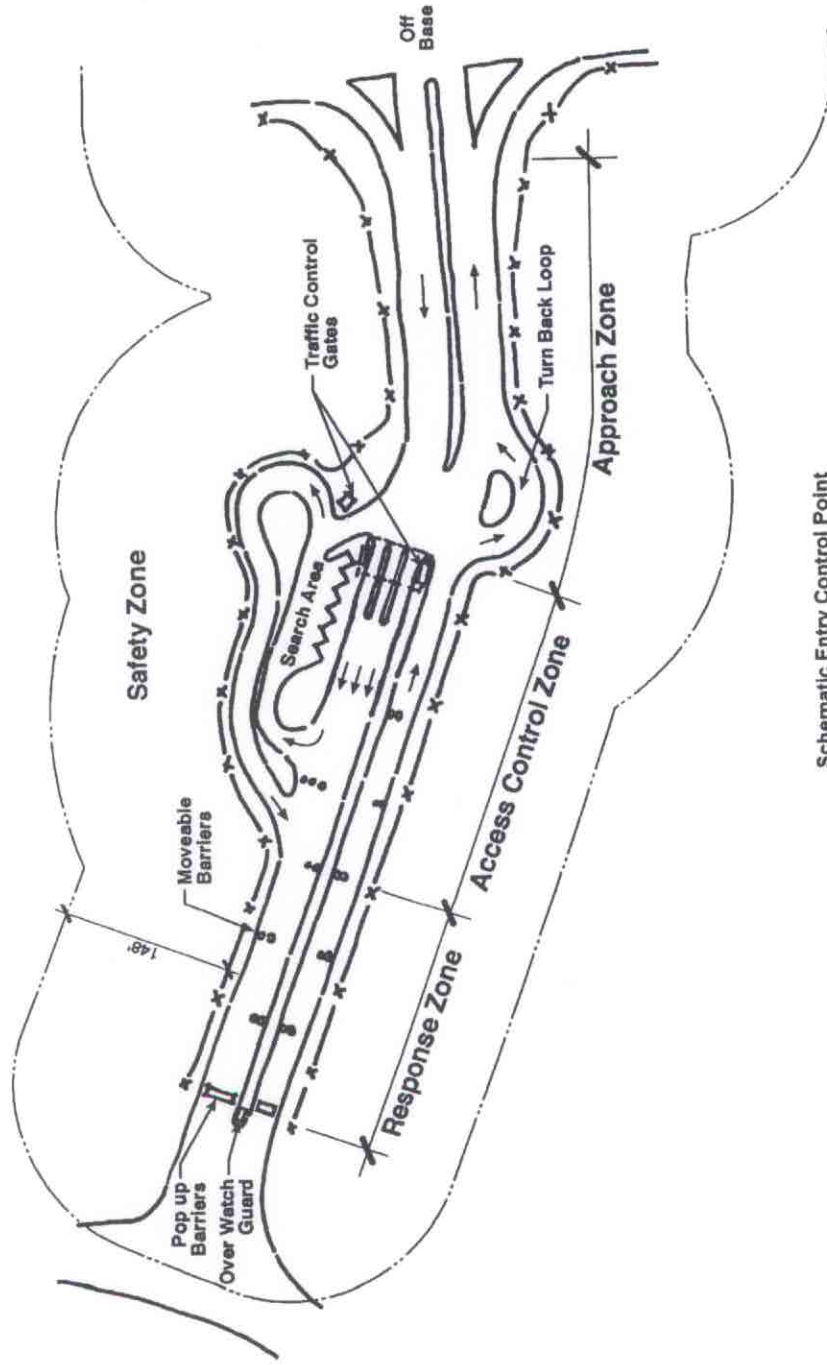 Off
Base
Traffic Control
Gates
Turn Back Loop
Approach Zone
Safety Zone
Search Area
Moveable
Barriers
Access Control Zone
148'
Response Zone
Pop up
Barriers
Over Watch
Guard
Schematic Entry Control Point